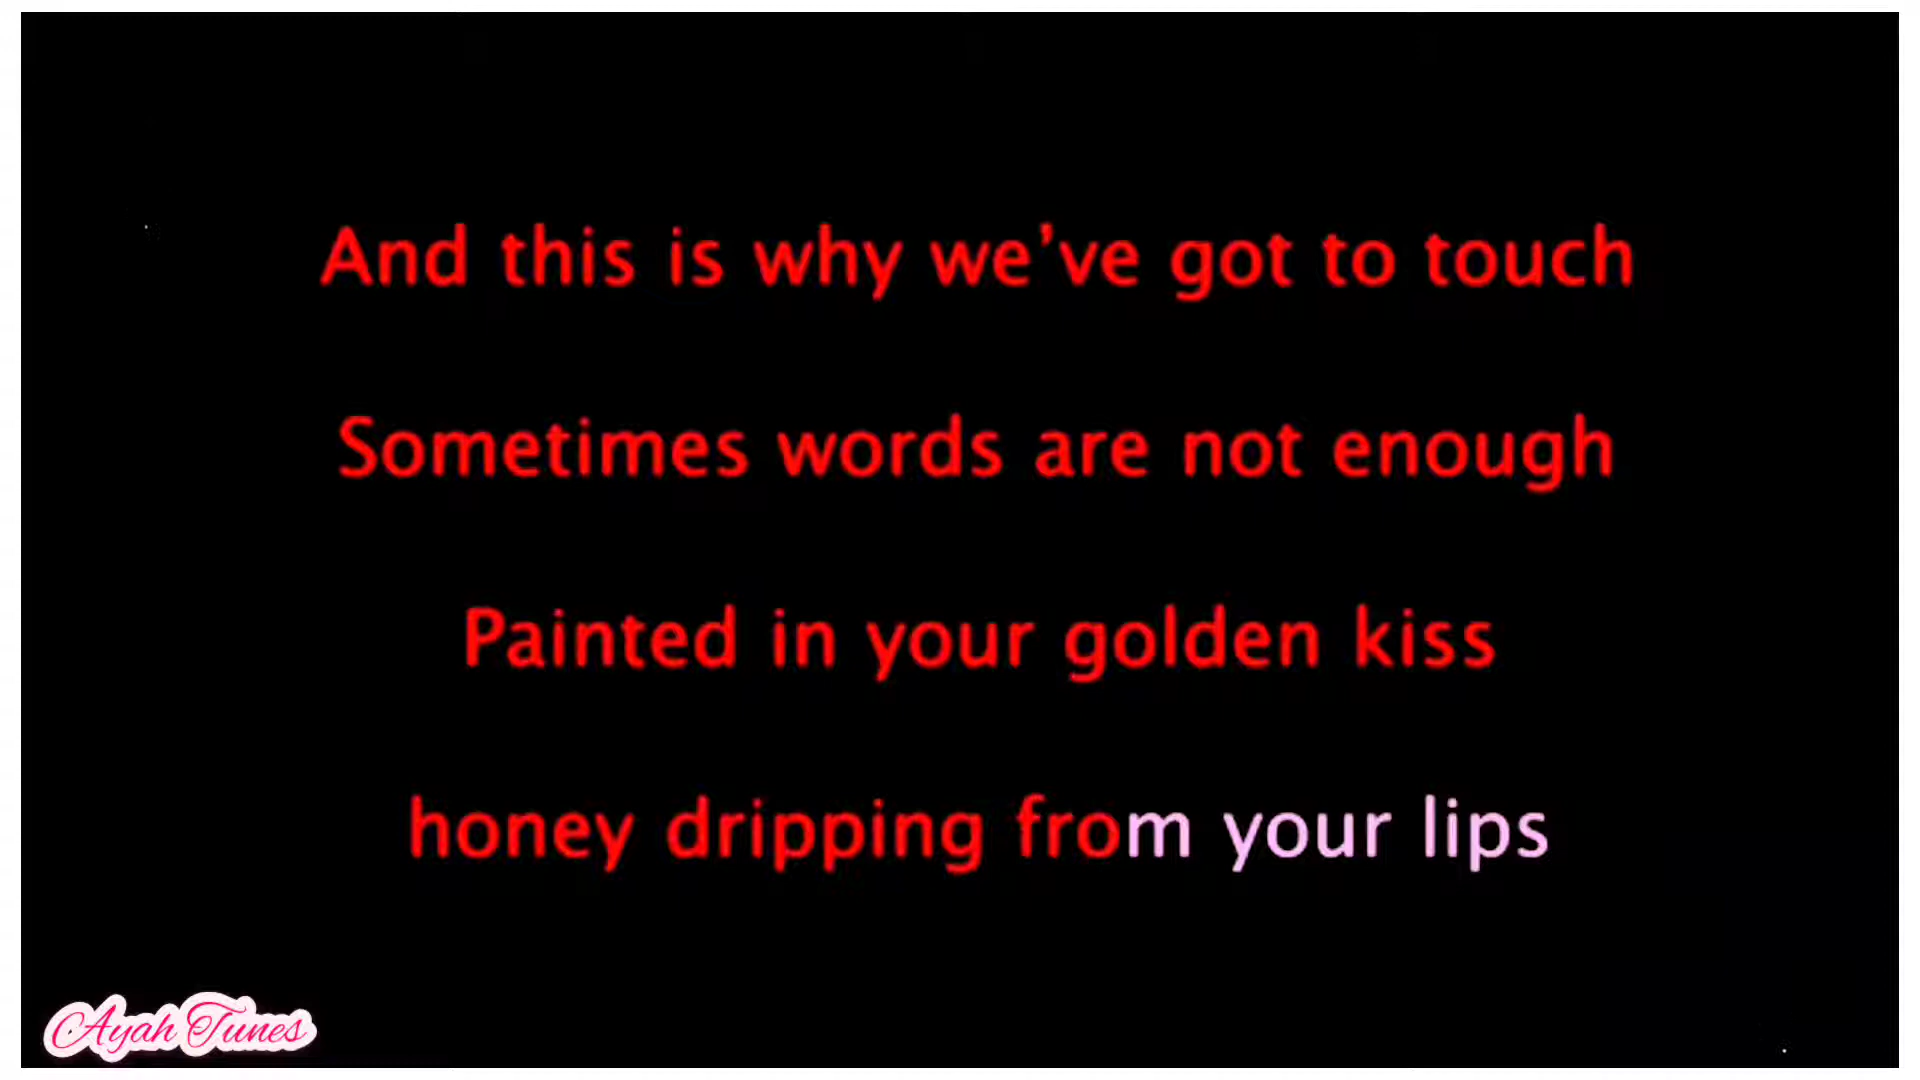 And this is why we’ve got to touch
Sometimes words are not enough
Painted in your golden kiss
honey dripping from your lips
Ayah Tunes